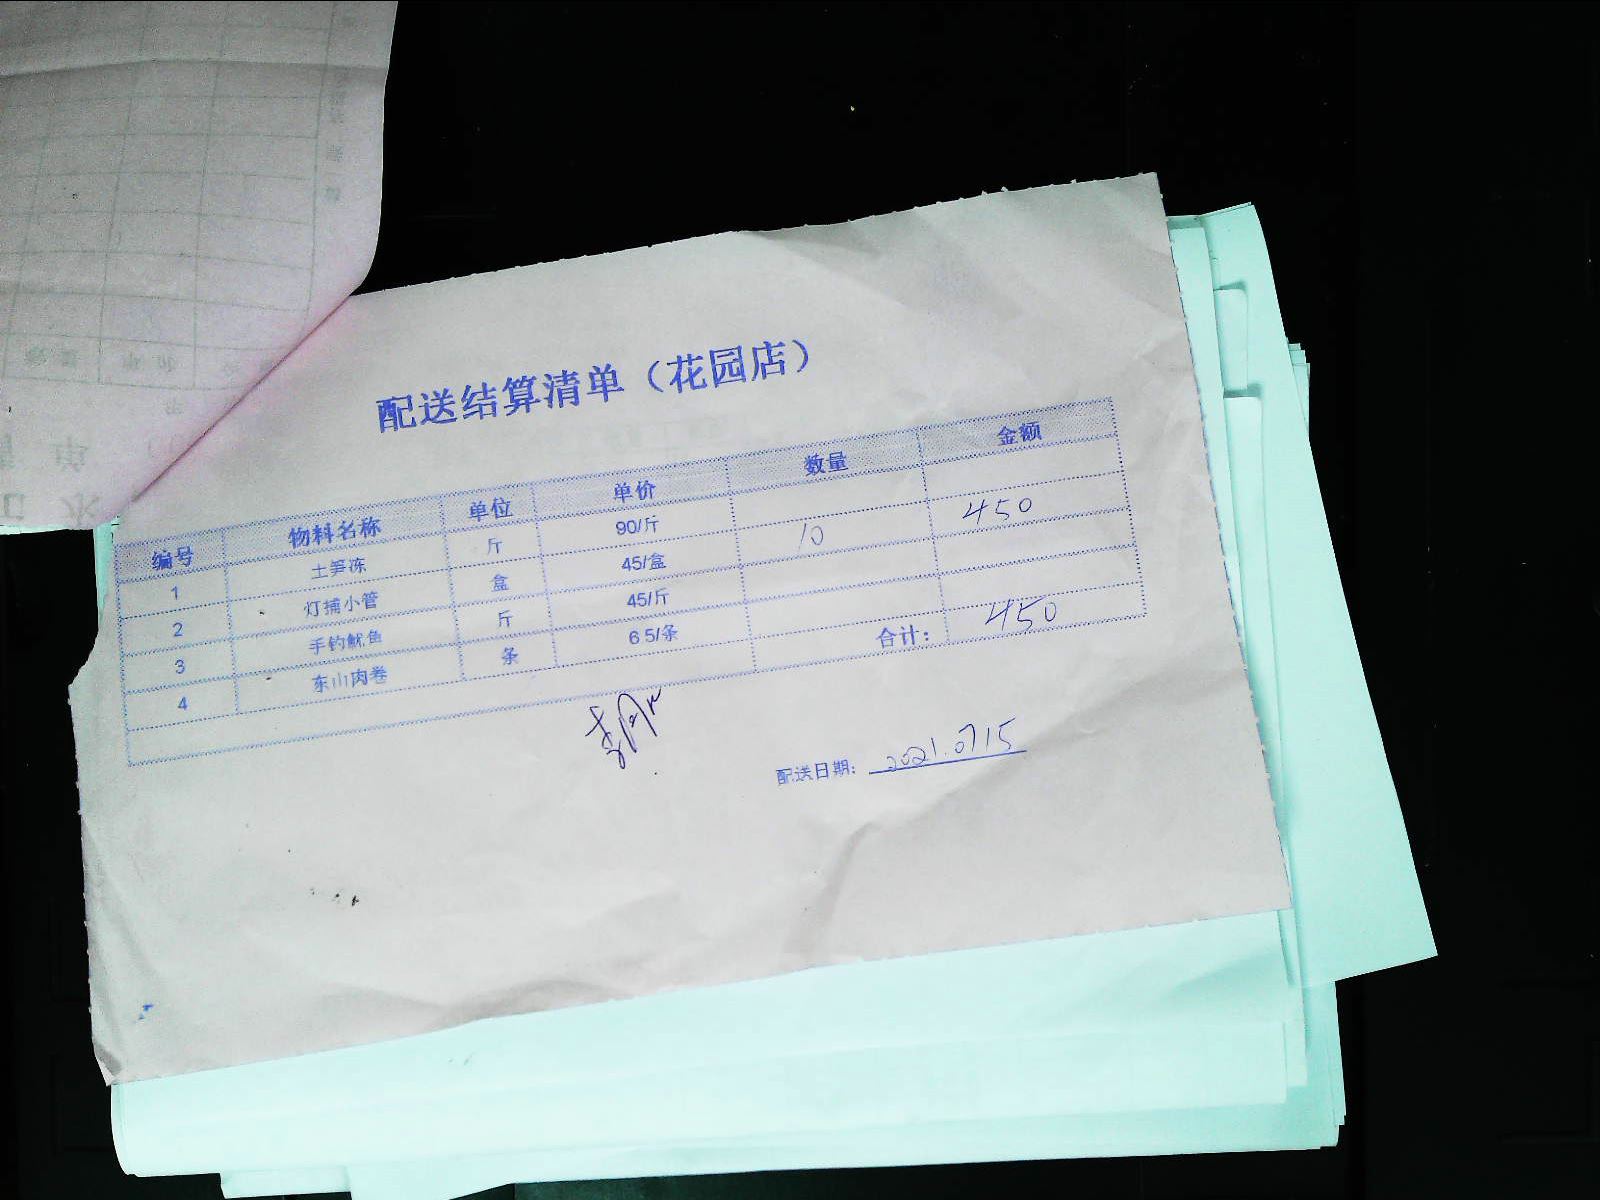 配送结算清单（花园店）
编号 物料名称 单位 单价 数量 金额
1 土笋冻 斤 90/斤
2 灯捕小管 盒 45/盒 10 450
3 手钓鱿鱼 斤 45/斤
4 东山肉卷 条 6.5/条
合计： 450
配送日期： 2021.0715